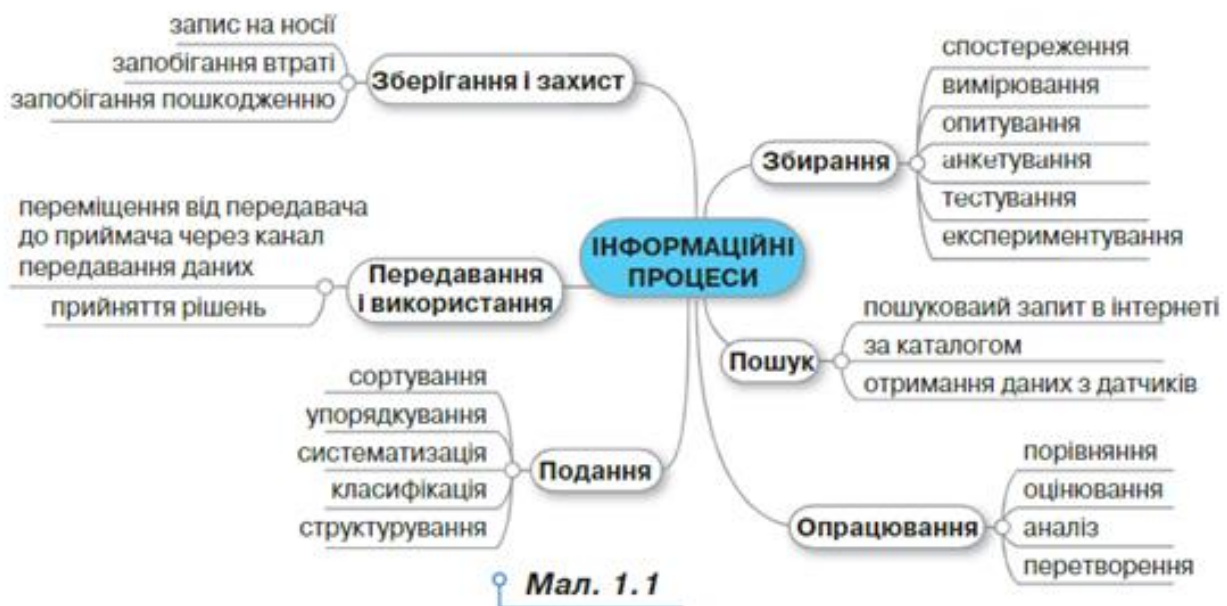 запис на носії
запобігання втраті
запобігання пошкодженню
Зберігання і захист
переміщення від передавача
до приймача через канал
передавання даних
прийняття рішень
Передавання
і використання
сортування
упорядкування
систематизація
класифікація
структурування
Подання
ІНФОРМАЦІЙНІ
ПРОЦЕСИ
Збирання
спостереження
вимірювання
опитування
анкетування
тестування
експериментування
Пошук
пошуковаий запит в інтернеті
за каталогом
отримання даних з датчиків
Опрацювання
порівняння
оцінювання
аналіз
перетворення
Мал. 1.1